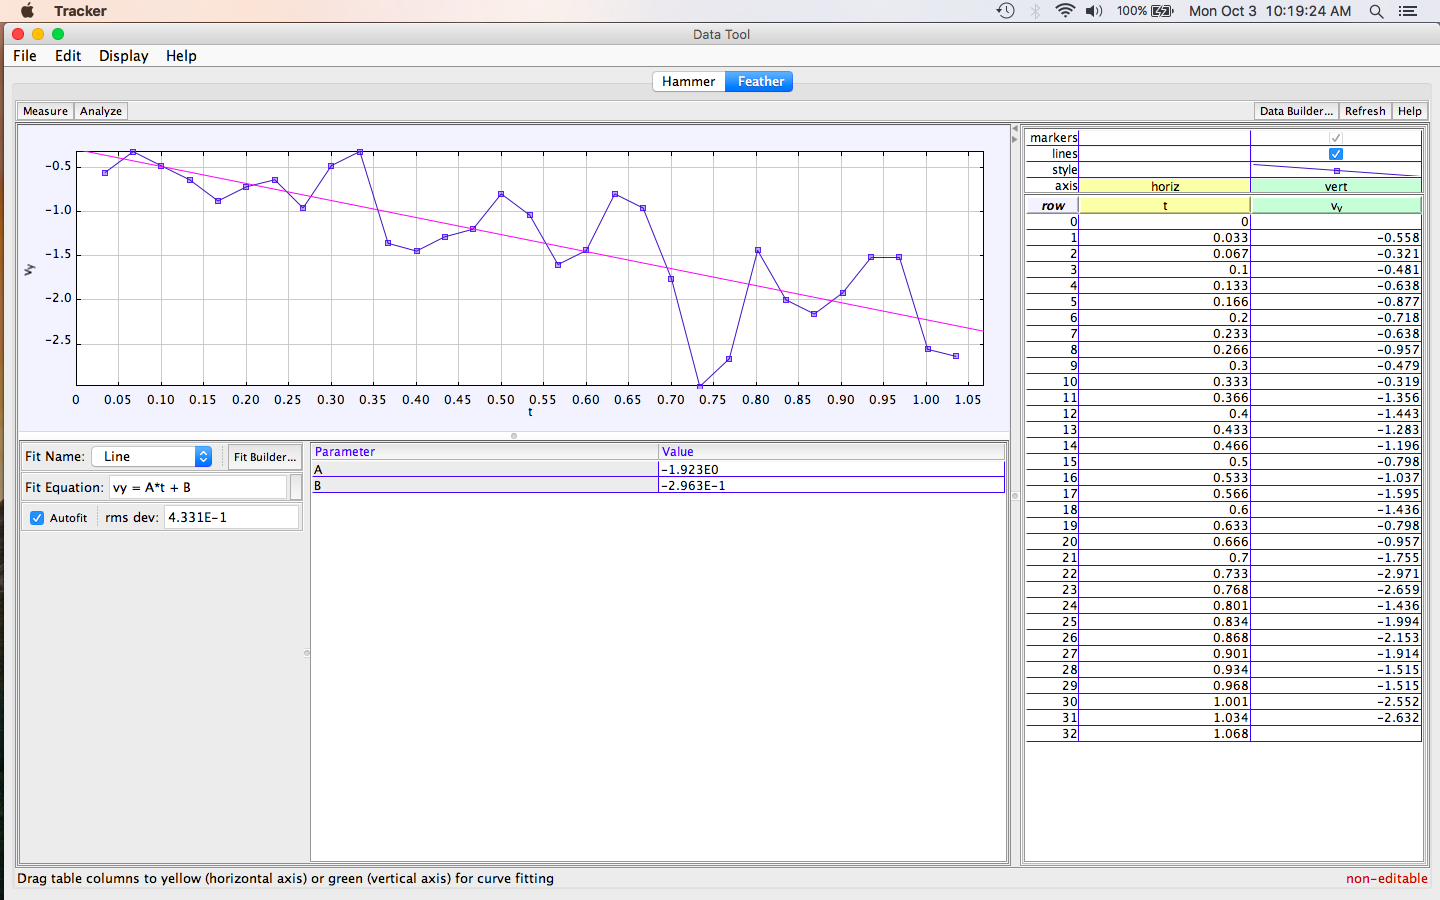 Tracker 100% Mon Oct 3 10:19:24 AM
Data Tool
File Edit Display Help
Hammer Feather
Measure Analyze Data Builder... Refresh Help
markers
lines
style
axis horiz vert
row t vy
0 0
1 0.033 -0.558
2 0.067 -0.321
3 0.1 -0.481
4 0.133 -0.638
5 0.166 -0.877
6 0.2 -0.718
7 0.233 -0.638
8 0.266 -0.957
9 0.3 -0.479
10 0.333 -0.319
11 0.366 -1.356
12 0.4 -1.443
13 0.433 -1.283
14 0.466 -1.196
15 0.5 -0.798
16 0.533 -1.037
17 0.566 -1.595
18 0.6 -1.436
19 0.633 -0.798
20 0.666 -0.957
21 0.7 -1.755
22 0.733 -2.971
23 0.768 -2.659
24 0.801 -1.436
25 0.834 -1.994
26 0.868 -2.153
27 0.901 -1.914
28 0.934 -1.515
29 0.968 -1.515
30 1.001 -2.552
31 1.034 -2.632
32 1.068
-0.5
-1.0
-1.5
-2.0
-2.5
vy
0 0.05 0.10 0.15 0.20 0.25 0.30 0.35 0.40 0.45 0.50 0.55 0.60 0.65 0.70 0.75 0.80 0.85 0.90 0.95 1.00 1.05
t
Fit Name: Line Fit Builder...
Fit Equation: vy = A*t + B
Autofit rms dev: 4.331E-1
Parameter Value
A -1.923E0
B -2.963E-1
Drag table columns to yellow (horizontal axis) or green (vertical axis) for curve fitting non-editable